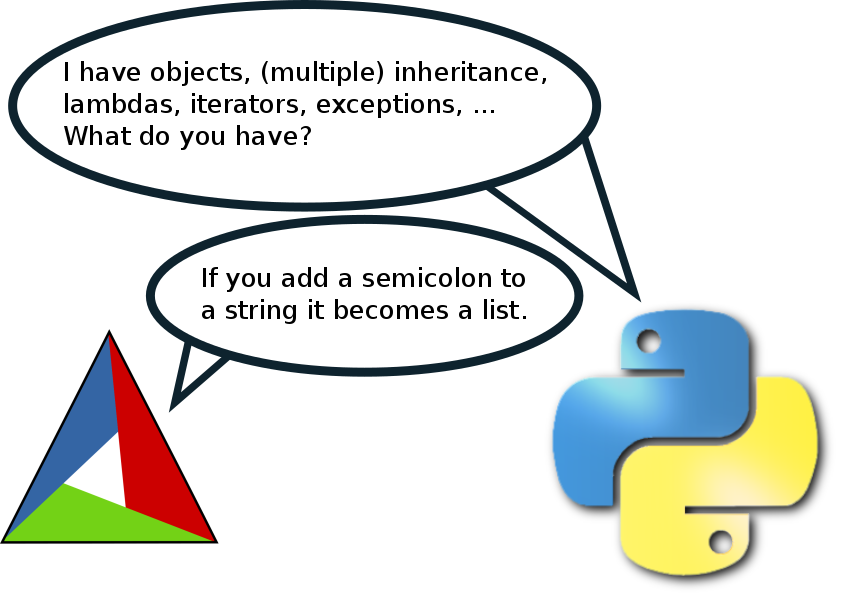 I have objects, (multiple) inheritance,
lambdas, iterators, exceptions, ...
What do you have?
If you add a semicolon to
a string it becomes a list.